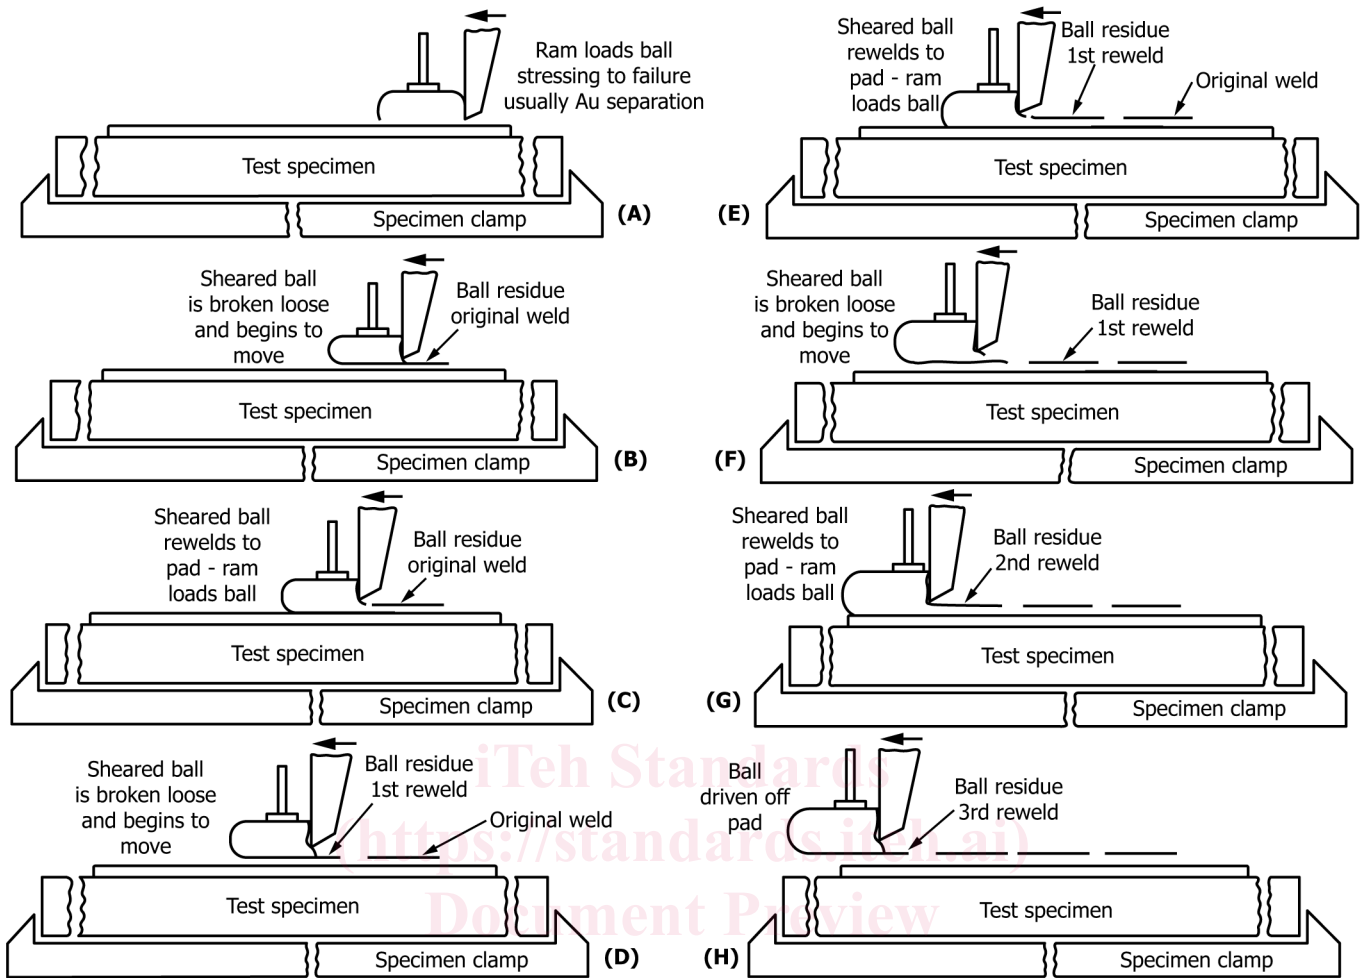 Ram loads ball
stressing to failure
usually Au separation
Test specimen
Specimen clamp
(A)
Sheared ball
is broken loose
and begins to
move
Ball residue
original weld
Test specimen
Specimen clamp
(B)
Sheared ball
rewelds to
pad - ram
loads ball
Ball residue
original weld
Test specimen
Specimen clamp
(C)
Sheared ball
is broken loose
and begins to
move
Ball residue
1st reweld
Original weld
Test specimen
Specimen clamp
(D)
Sheared ball
rewelds to
pad - ram
loads ball
Ball residue
1st reweld
Original weld
Test specimen
Specimen clamp
(E)
Sheared ball
is broken loose
and begins to
move
Ball residue
1st reweld
Test specimen
Specimen clamp
(F)
Sheared ball
rewelds to
pad - ram
loads ball
Ball residue
2nd reweld
Test specimen
Specimen clamp
(G)
Ball
driven off
pad
Ball residue
3rd reweld
Test specimen
Specimen clamp
(H)
iTeh Standards
(https://standards.iteh.ai)
Document Preview